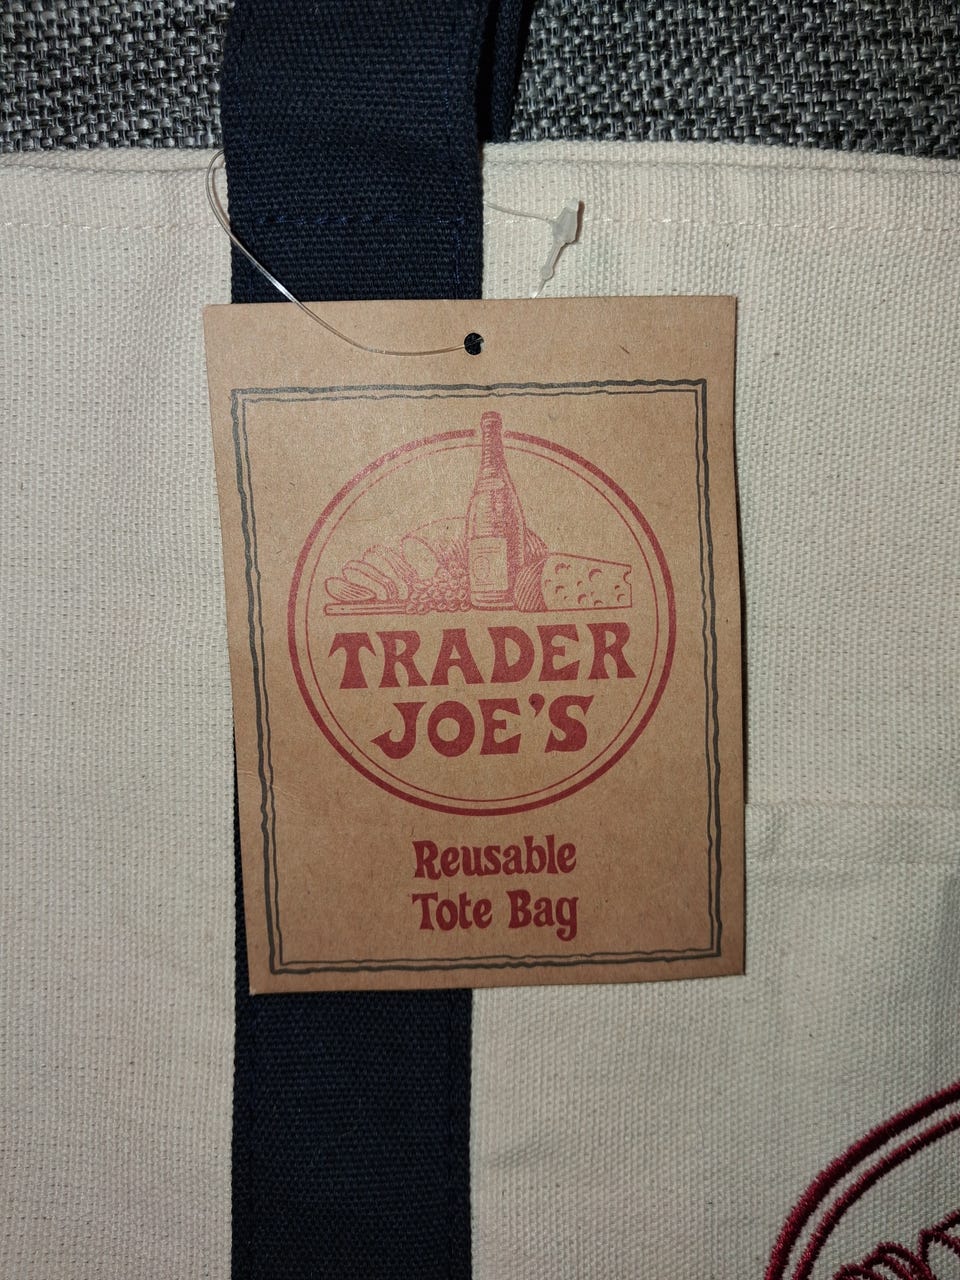 TRADER
JOE'S
Reusable
Tote Bag